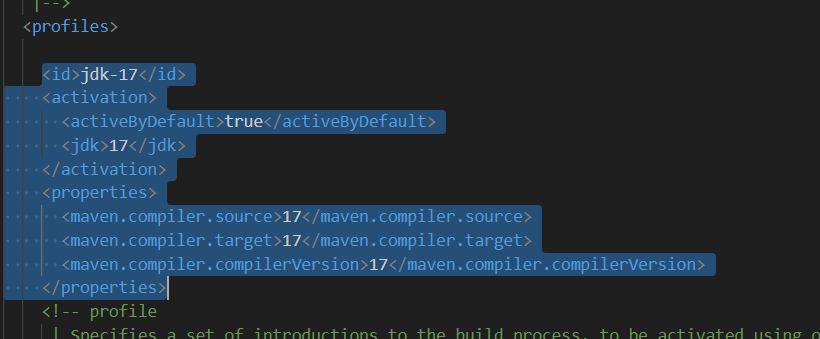 |-->
<profiles>
<id>jdk-17</id>
<activation>
<activeByDefault>true</activeByDefault>
<jdk>17</jdk>
</activation>
<properties>
<maven.compiler.source>17</maven.compiler.source>
<maven.compiler.target>17</maven.compiler.target>
<maven.compiler.compilerVersion>17</maven.compiler.compilerVersion>
</properties>
<!-- profile
| Specifies a set of introductions to the build process, to be activated using